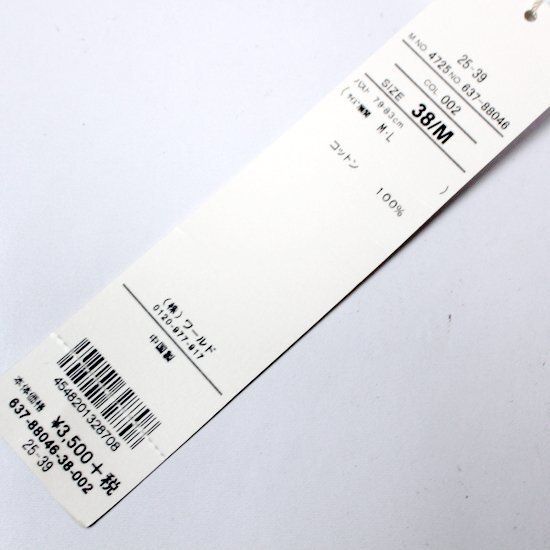 25-39
M.NO 4725 NO. 637-88046
COL 002
SIZE 38/M
バスト 79-83cm
( M-L )
コットン 100%
(株)ワールド
0120-977-917
中国製
4548201328708
本体価格
¥3,500+税
637-88046-38-002
25-39